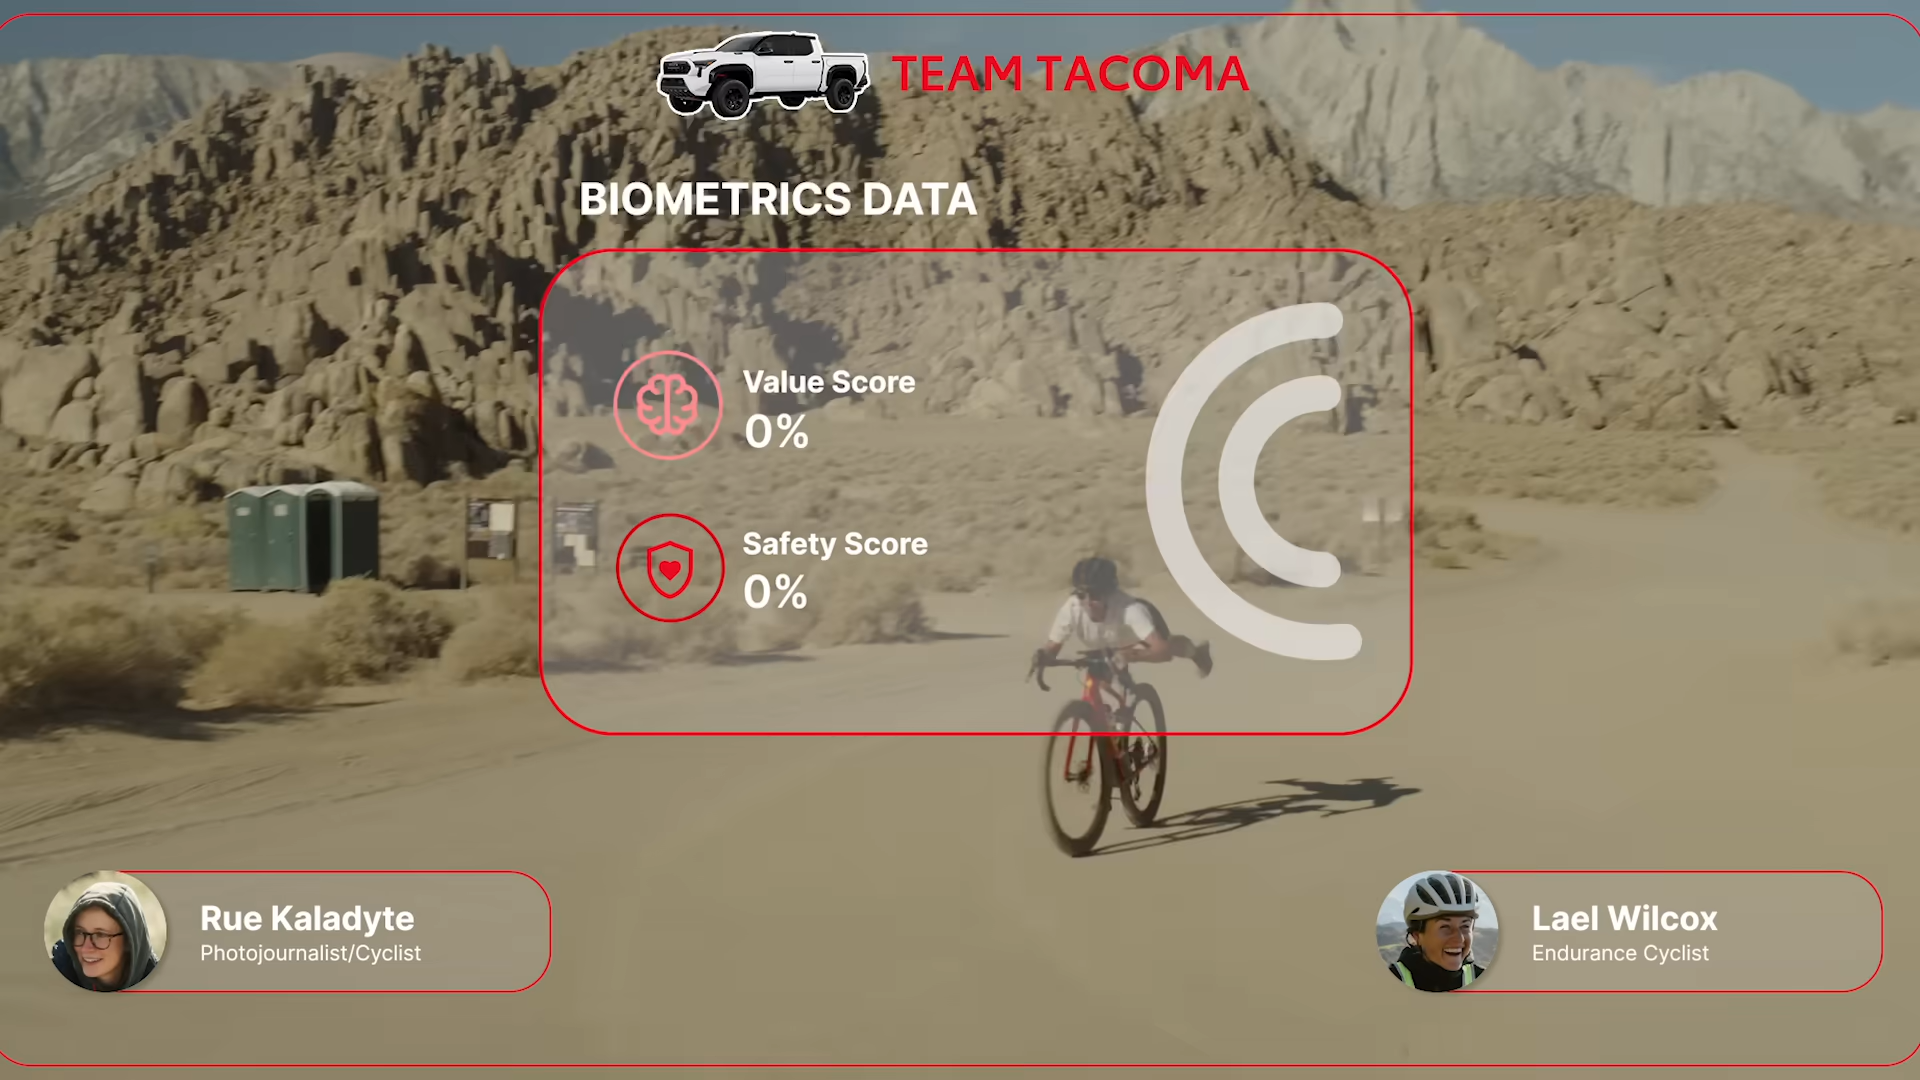 TEAM TACOMA
BIOMETRICS DATA
Value Score
0%
Safety Score
0%
Rue Kaladyte
Photojournalist/Cyclist
Lael Wilcox
Endurance Cyclist